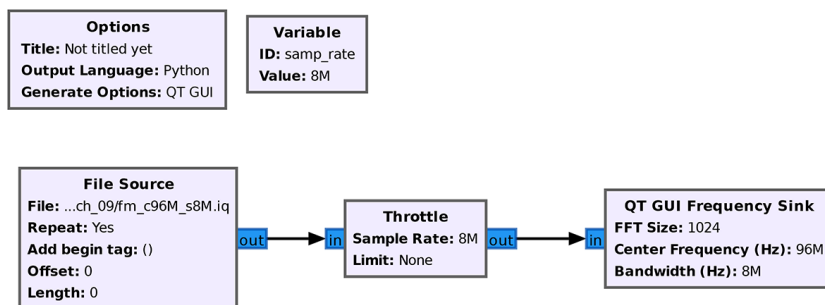 Options
Title: Not titled yet
Output Language: Python
Generate Options: QT GUI
Variable
ID: samp_rate
Value: 8M
File Source
File: ...ch_09/fm_c96M_s8M.iq
Repeat: Yes
Add begin tag: ()
Offset: 0
Length: 0
out
in
Throttle
Sample Rate: 8M
Limit: None
out
in
QT GUI Frequency Sink
FFT Size: 1024
Center Frequency (Hz): 96M
Bandwidth (Hz): 8M